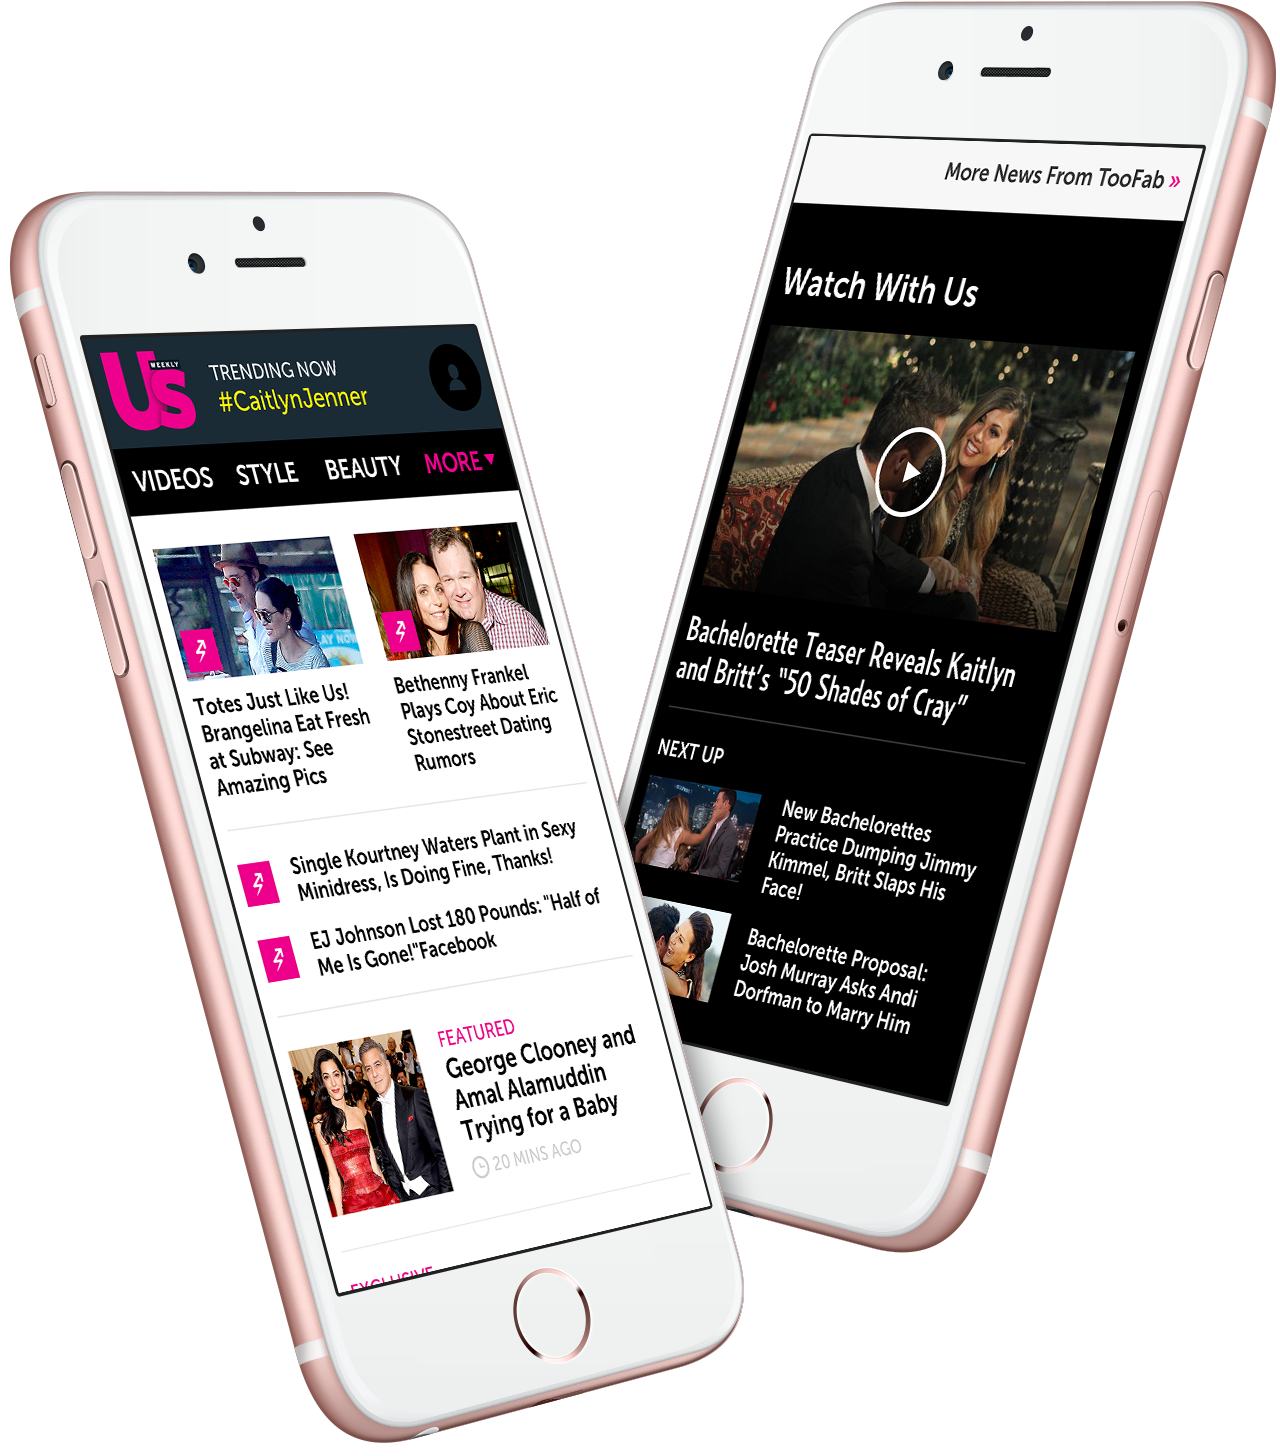 Us
WEEKLY
TRENDING NOW
#CaitlynJenner
VIDEOS STYLE BEAUTY MORE
Totes Just Like Us!
Brangelina Eat Fresh
at Subway: See
Amazing Pics
Bethenny Frankel
Plays Coy About Eric
Stonestreet Dating
Rumors
Single Kourtney Waters Plant in Sexy
Minidress, Is Doing Fine, Thanks!
EJ Johnson Lost 180 Pounds: "Half of
Me Is Gone!"Facebook
FEATURED
George Clooney and
Amal Alamuddin
Trying for a Baby
20 MINS AGO
EXCLUSIVE
More News From TooFab »
Watch With Us
Bachelorette Teaser Reveals Kaitlyn
and Britt's "50 Shades of Cray"
NEXT UP
New Bachelorettes
Practice Dumping Jimmy
Kimmel, Britt Slaps His
Face!
Bachelorette Proposal:
Josh Murray Asks Andi
Dorfman to Marry Him